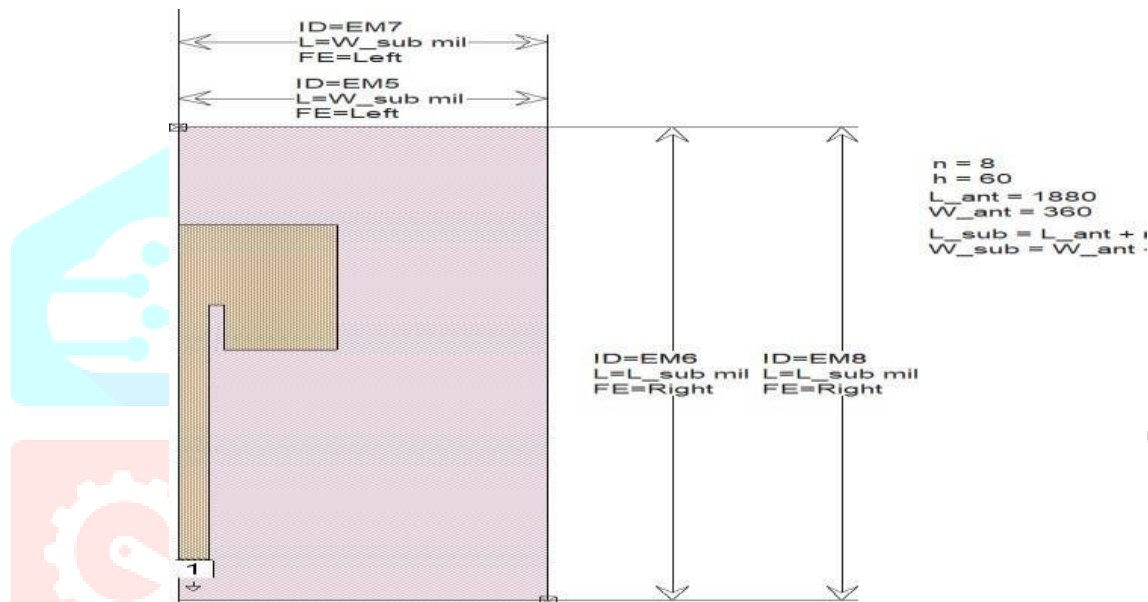 ID=EM7
L=W_sub mil
FE=Left
ID=EM5
L=W_sub mil
FE=Left
n = 8
h = 60
L_ant = 1880
W_ant = 360
L_sub = L_ant +
W_sub = W_ant
ID=EM6
L=L_sub mil
FE=Right
ID=EM8
L=L_sub mil
FE=Right
1